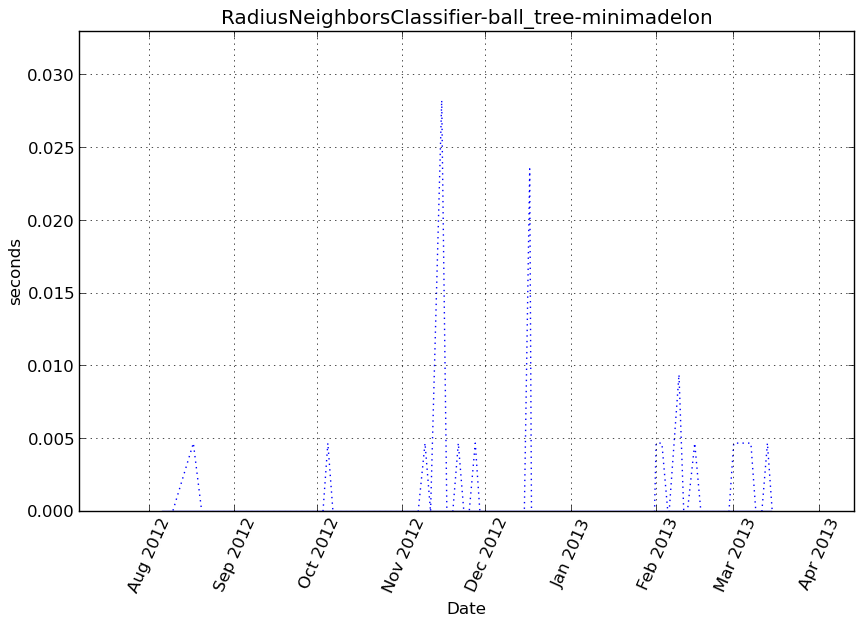 RadiusNeighborsClassifier-ball_tree-minimadelon
0.030
0.025
0.020
0.015
0.010
0.005
0.000
seconds
Aug 2012
Sep 2012
Oct 2012
Nov 2012
Dec 2012
Jan 2013
Feb 2013
Mar 2013
Apr 2013
Date